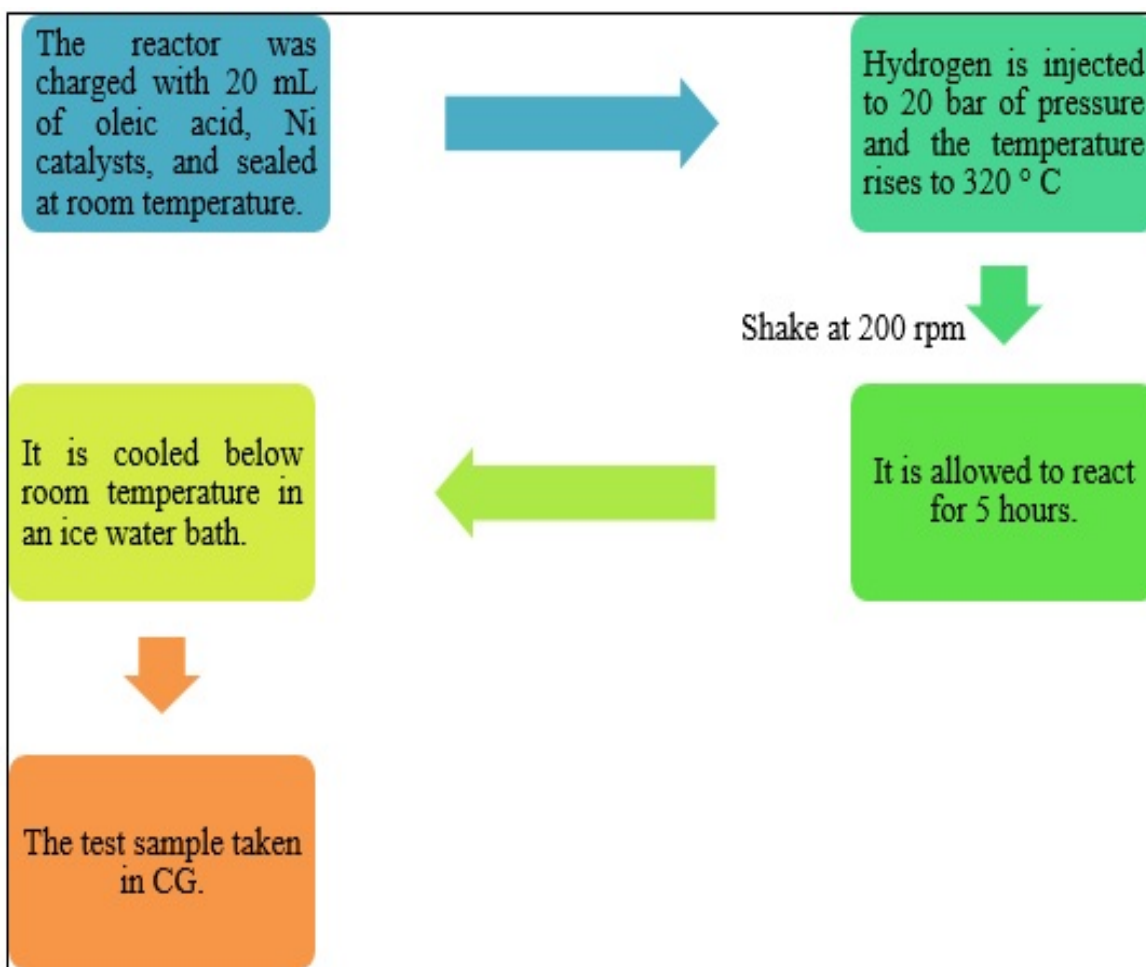 The reactor was
charged with 20 mL
of oleic acid, Ni
catalysts, and sealed
at room temperature.
Hydrogen is injected
to 20 bar of pressure
and the temperature
rises to 320 ° C
Shake at 200 rpm
It is allowed to react
for 5 hours.
It is cooled below
room temperature in
an ice water bath.
The test sample taken
in CG.